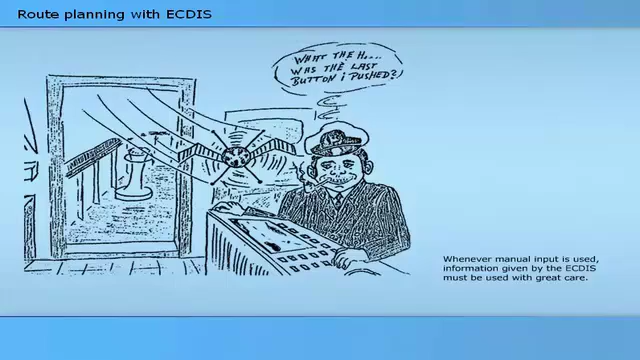 Route planning with ECDIS
WHAT THE H....
WAS THE LAST
BUTTON i PUSHED?
Whenever manual input is used,
information given by the ECDIS
must be used with great care.